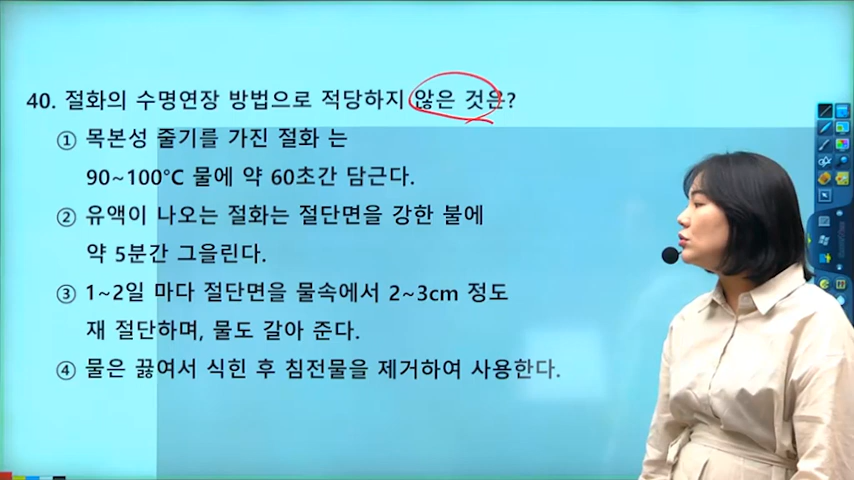 40. 절화의 수명연장 방법으로 적당하지 않은 것은?
① 목본성 줄기를 가진 절화 는
90~100℃ 물에 약 60초간 담근다.
② 유액이 나오는 절화는 절단면을 강한 불에
약 5분간 그을린다.
③ 1~2일 마다 절단면을 물속에서 2~3cm 정도
재 절단하며, 물도 갈아 준다.
④ 물은 끓여서 식힌 후 침전물을 제거하여 사용한다.